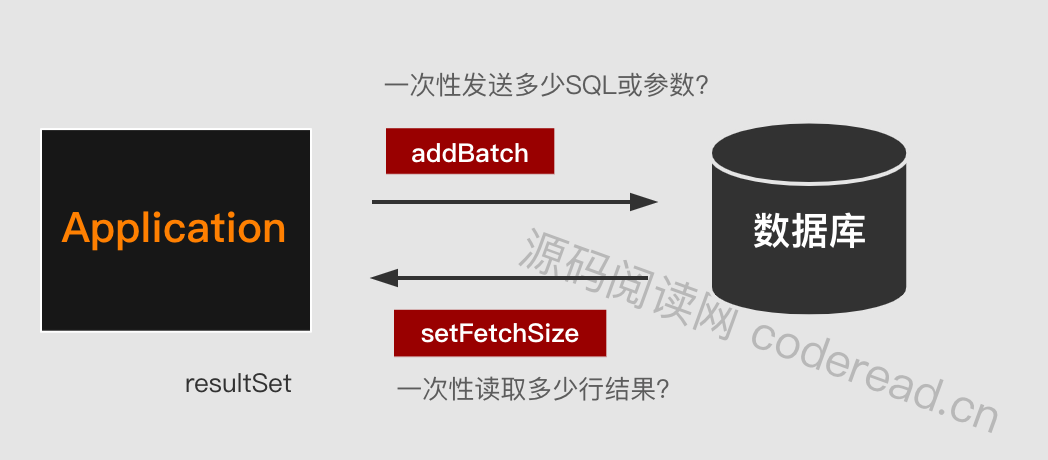 一次性发送多少SQL或参数?
addBatch
Application
数据库
源码阅读网 coderead.cn
setFetchSize
resultSet
一次性读取多少行结果?